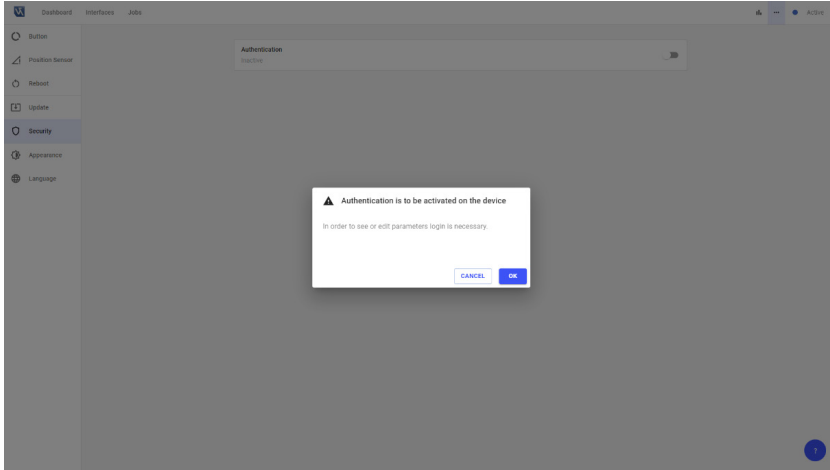 Dashboard Interfaces Jobs
Active
Button
Position Sensor
Reboot
Update
Security
Appearance
Language
Authentication
Inactive
Authentication is to be activated on the device
In order to see or edit parameters login is necessary.
CANCEL OK
?